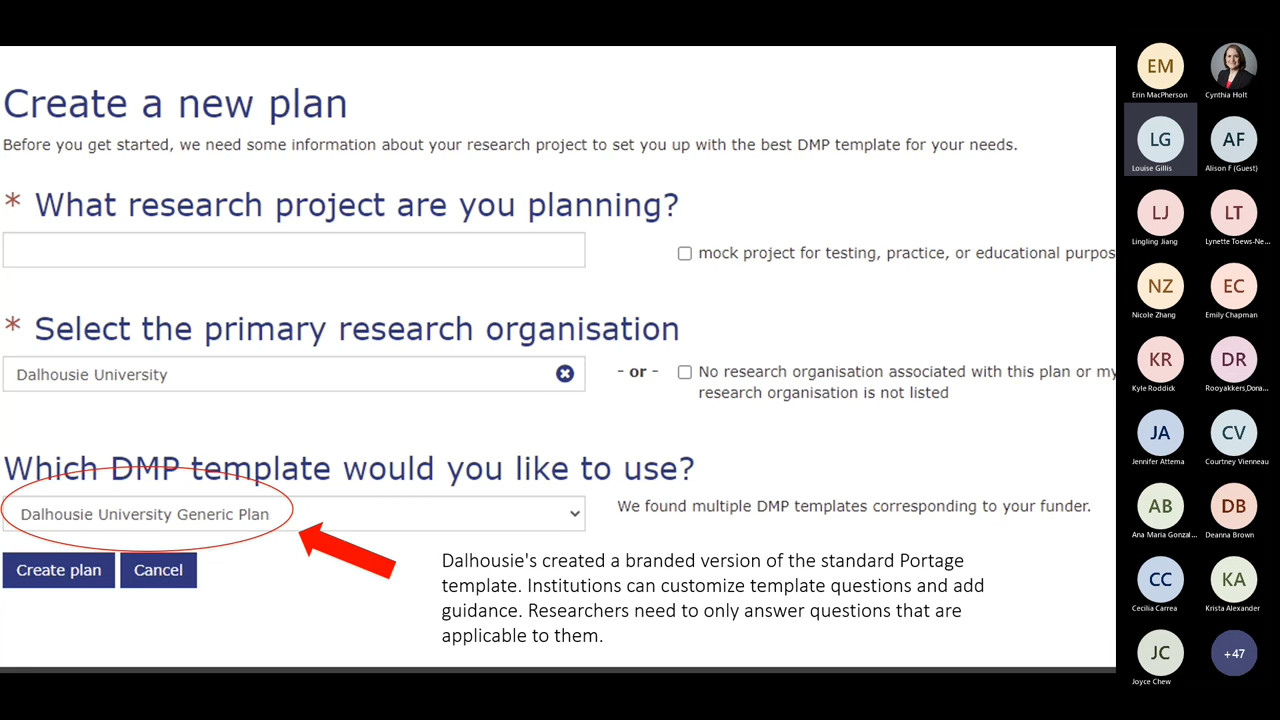 Create a new plan
Before you get started, we need some information about your research project to set you up with the best DMP template for your needs.
* What research project are you planning?
mock project for testing, practice, or educational purpos
* Select the primary research organisation
Dalhousie University
- or -
No research organisation associated with this plan or my
research organisation is not listed
Which DMP template would you like to use?
Dalhousie University Generic Plan
We found multiple DMP templates corresponding to your funder.
Create plan
Cancel
Dalhousie's created a branded version of the standard Portage
template. Institutions can customize template questions and add
guidance. Researchers need to only answer questions that are
applicable to them.
EM
Erin MacPherson
Cynthia Holt
LG
Louise Gillis
AF
Alison F (Guest)
LJ
Lingling Jiang
LT
Lynette Toews-Ne...
NZ
Nicole Zhang
EC
Emily Chapman
KR
Kyle Roddick
DR
Rooyakkers,Dona...
JA
Jennifer Attema
CV
Courtney Vienneau
AB
Ana Maria Gonzal...
DB
Deanna Brown
CC
Cecilia Carrea
KA
Krista Alexander
JC
Joyce Chew
+47